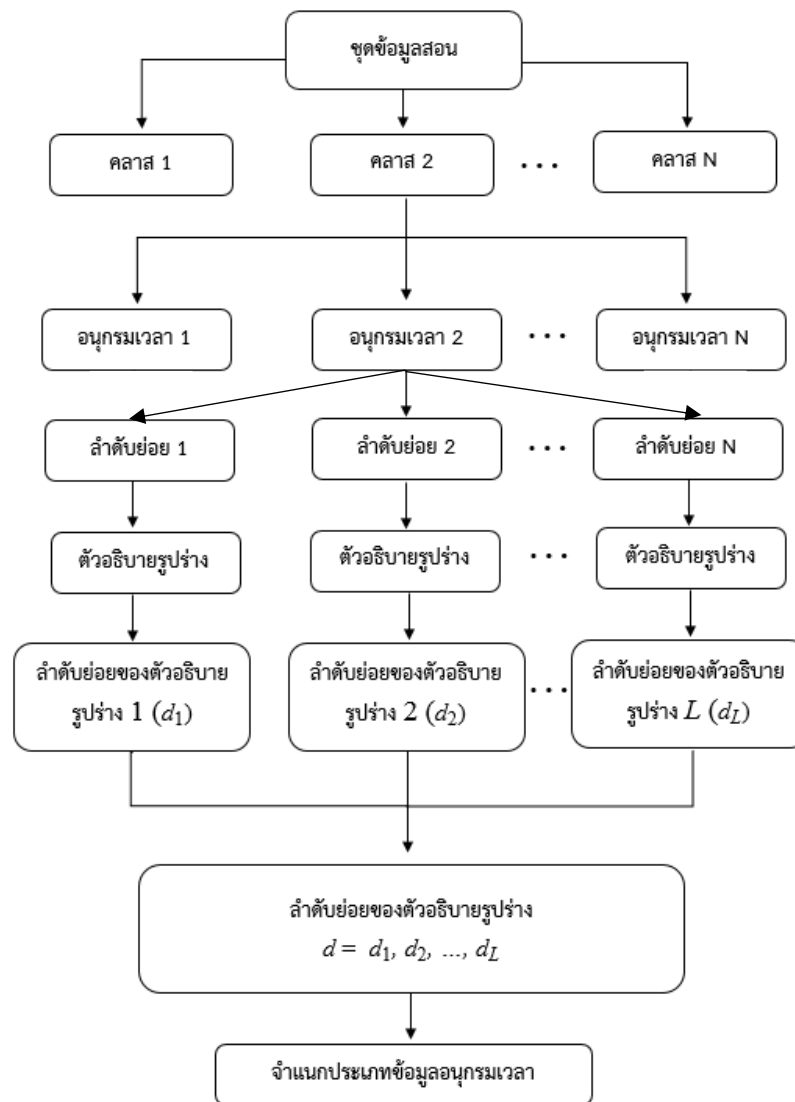 ชุดข้อมูลสอน
คลาส 1
คลาส 2
...
คลาส N
อนุกรมเวลา 1
อนุกรมเวลา 2
...
อนุกรมเวลา N
ลำดับย่อย 1
ลำดับย่อย 2
...
ลำดับย่อย N
ตัวอธิบายรูปร่าง
ตัวอธิบายรูปร่าง
...
ตัวอธิบายรูปร่าง
ลำดับย่อยของตัวอธิบาย
รูปร่าง 1 (d₁)
ลำดับย่อยของตัวอธิบาย
รูปร่าง 2 (d₂)
...
ลำดับย่อยของตัวอธิบาย
รูปร่าง L (d_L)
ลำดับย่อยของตัวอธิบายรูปร่าง
d = d₁, d₂, ..., d_L
จำแนกประเภทข้อมูลอนุกรมเวลา